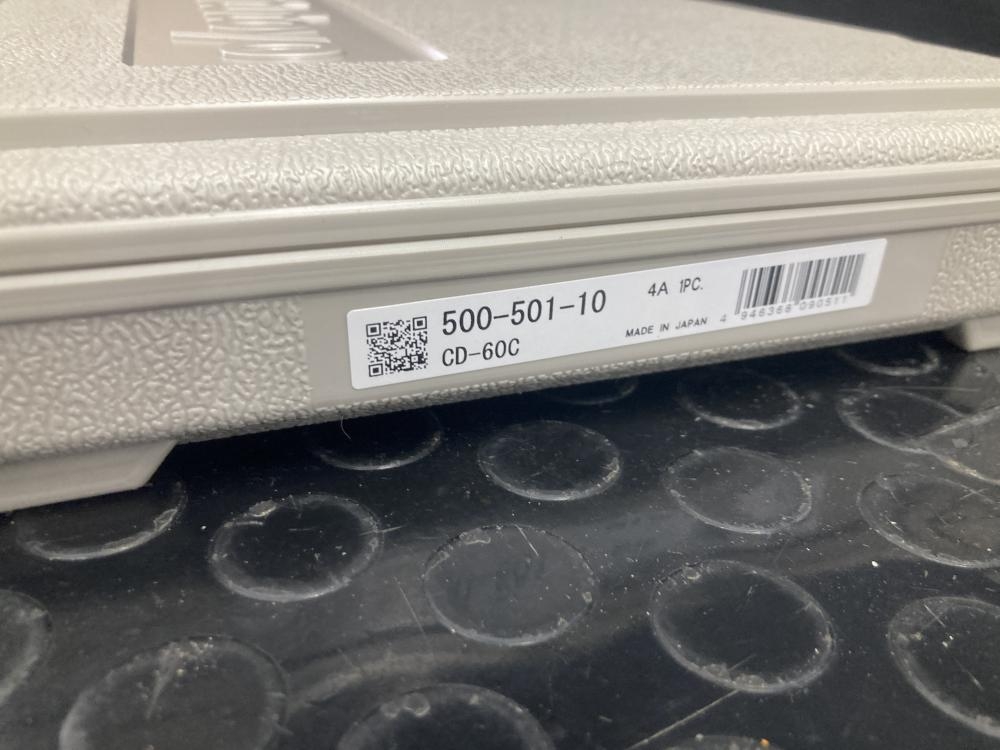 500-501-10
CD-60C
4A 1PC.
MADE IN JAPAN
4 946368 090511